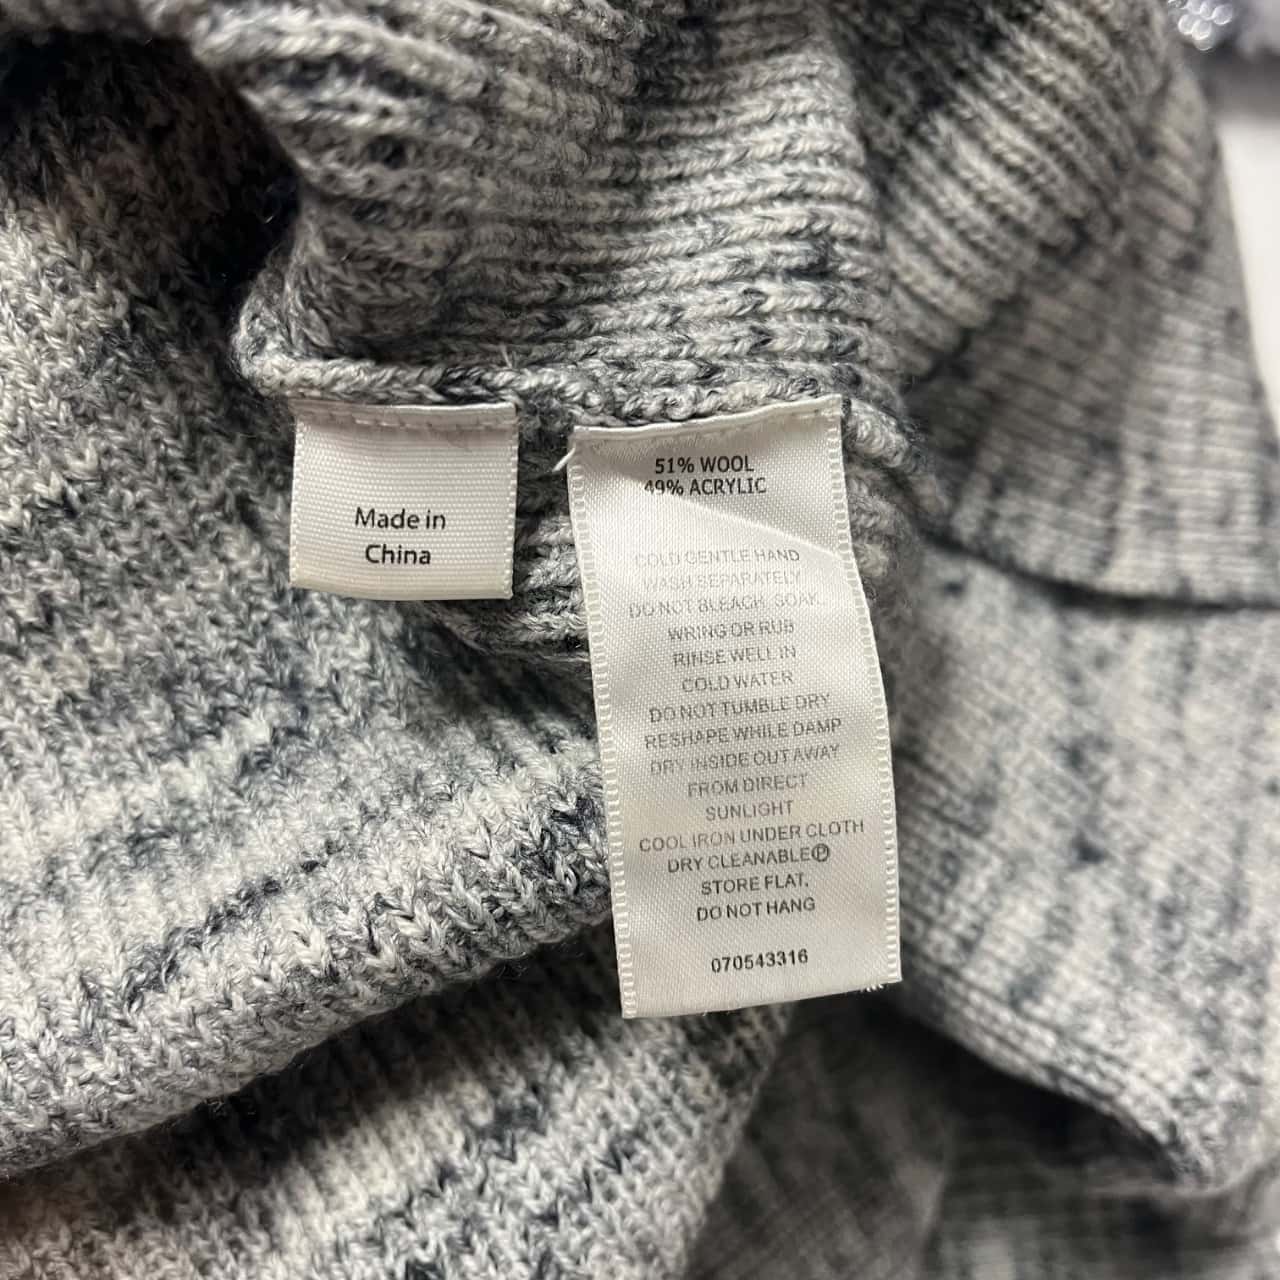 Made in
China
51% WOOL
49% ACRYLIC
COLD GENTLE HAND
WASH SEPARATELY
DO NOT BLEACH, SOAK,
WRING OR RUB
RINSE WELL IN
COLD WATER
DO NOT TUMBLE DRY
RESHAPE WHILE DAMP
DRY INSIDE OUT AWAY
FROM DIRECT
SUNLIGHT
COOL IRON UNDER CLOTH
DRY CLEANABLE Ⓟ
STORE FLAT.
DO NOT HANG
070543316